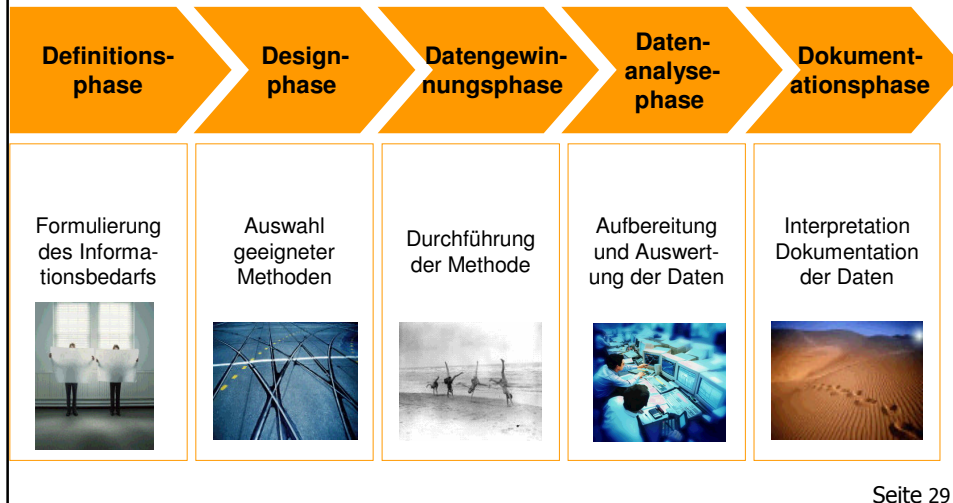 Definitions-
phase
Design-
phase
Datengewin-
nungsphase
Daten-
analyse-
phase
Dokument-
ationsphase
Formulierung
des Informa-
tionsbedarfs
Auswahl
geeigneter
Methoden
Durchführung
der Methode
Aufbereitung
und Auswert-
ung der Daten
Interpretation
Dokumentation
der Daten
Seite 29